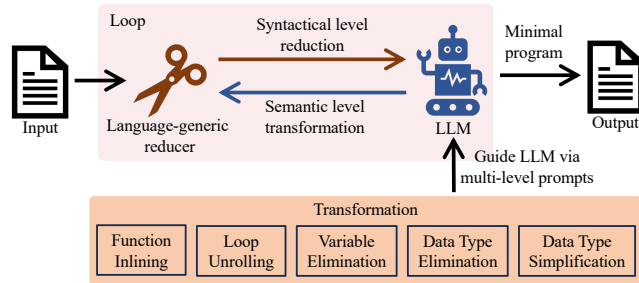 Loop
Syntactical level
reduction
Minimal
program
Semantic level
transformation
Input
Language-generic
reducer
LLM
Output
Guide LLM via
multi-level prompts
Transformation
Function
Inlining
Loop
Unrolling
Variable
Elimination
Data Type
Elimination
Data Type
Simplification